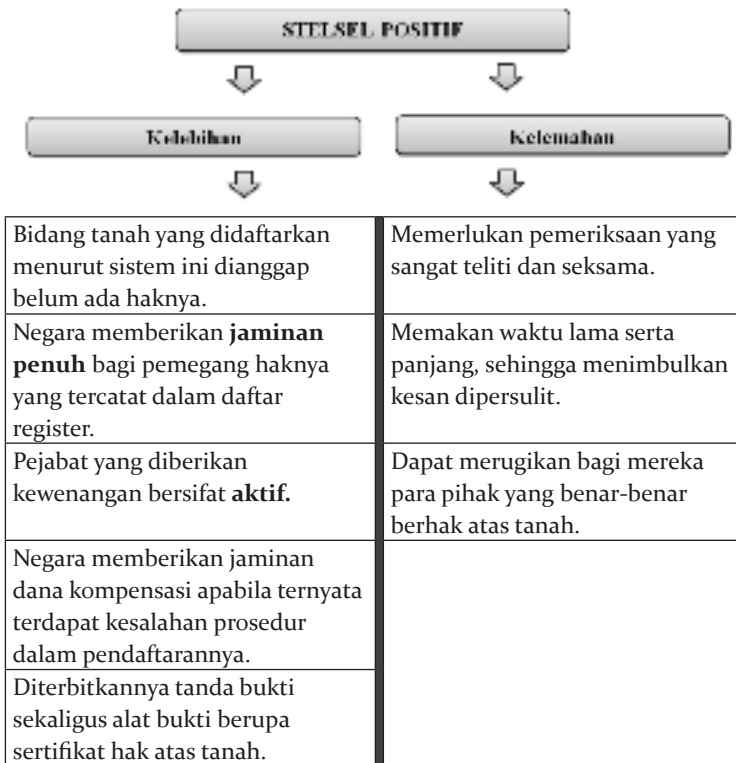 STELSEL POSITIF
Kelebihan
Kelemahan
Bidang tanah yang didaftarkan
menurut sistem ini dianggap
belum ada haknya.
Memerlukan pemeriksaan yang
sangat teliti dan seksama.
Negara memberikan jaminan
penuh bagi pemegang haknya
yang tercatat dalam daftar
register.
Memakan waktu lama serta
panjang, sehingga menimbulkan
kesan dipersulit.
Pejabat yang diberikan
kewenangan bersifat aktif.
Dapat merugikan bagi mereka
para pihak yang benar-benar
berhak atas tanah.
Negara memberikan jaminan
dana kompensasi apabila ternyata
terdapat kesalahan prosedur
dalam pendaftarannya.
Diterbitkannya tanda bukti
sekaligus alat bukti berupa
sertifikat hak atas tanah.